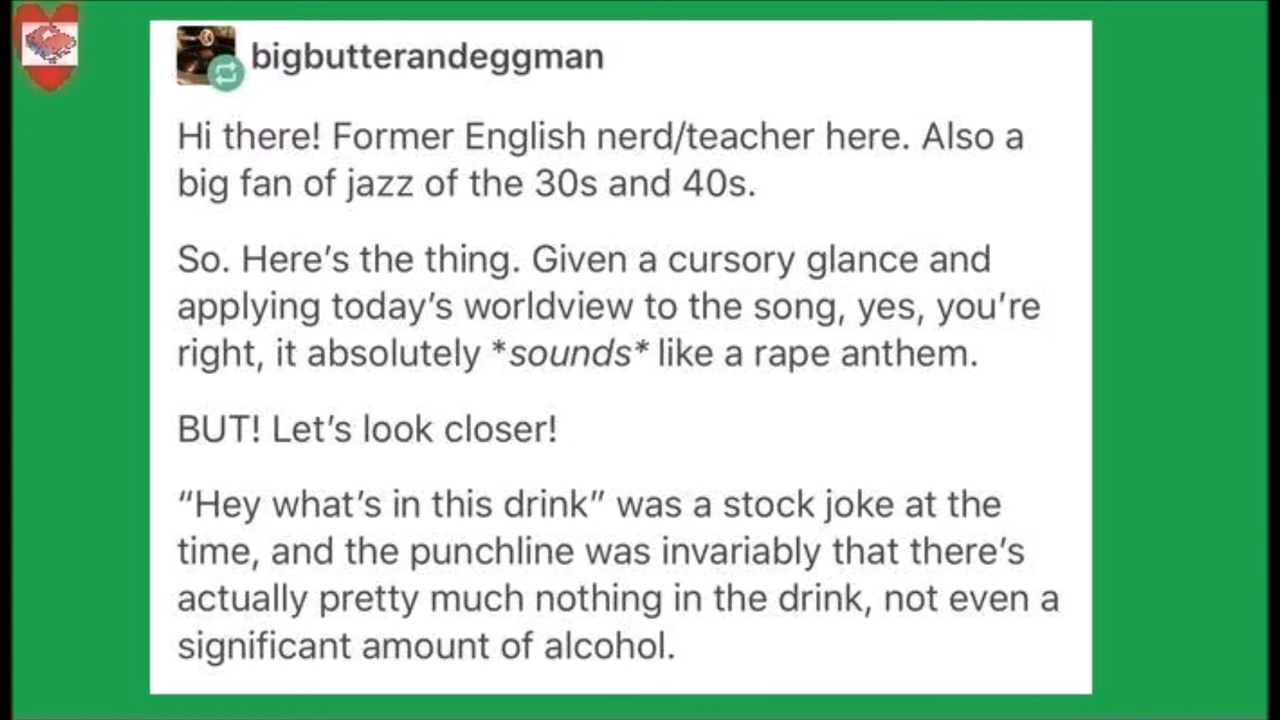 bigbutterandeggman
Hi there! Former English nerd/teacher here. Also a
big fan of jazz of the 30s and 40s.
So. Here’s the thing. Given a cursory glance and
applying today’s worldview to the song, yes, you’re
right, it absolutely *sounds* like a rape anthem.
BUT! Let’s look closer!
“Hey what’s in this drink” was a stock joke at the
time, and the punchline was invariably that there’s
actually pretty much nothing in the drink, not even a
significant amount of alcohol.